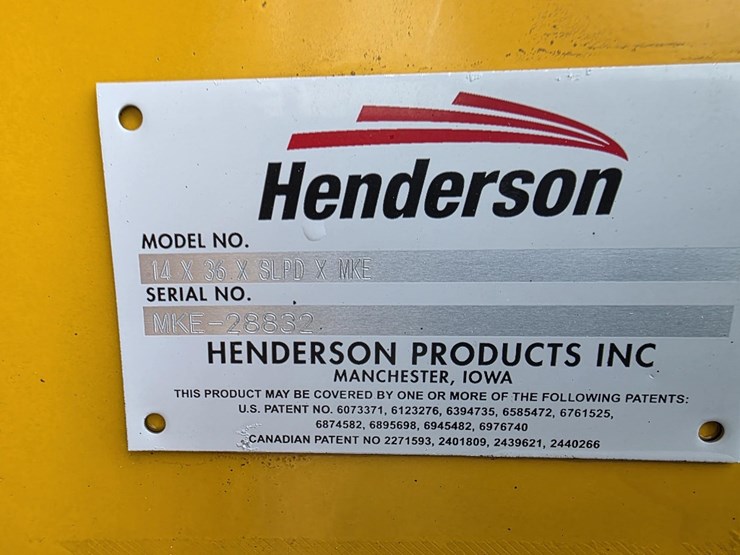 Henderson
MODEL NO.
14 X 36 X SLPD X MKE
SERIAL NO.
MKE-28832
HENDERSON PRODUCTS INC
MANCHESTER, IOWA
THIS PRODUCT MAY BE COVERED BY ONE OR MORE OF THE FOLLOWING PATENTS:
U.S. PATENT NO. 6073371, 6123276, 6394735, 6585472, 6761525,
6874582, 6895698, 6945482, 6976740
CANADIAN PATENT NO 2271593, 2401809, 2439621, 2440266